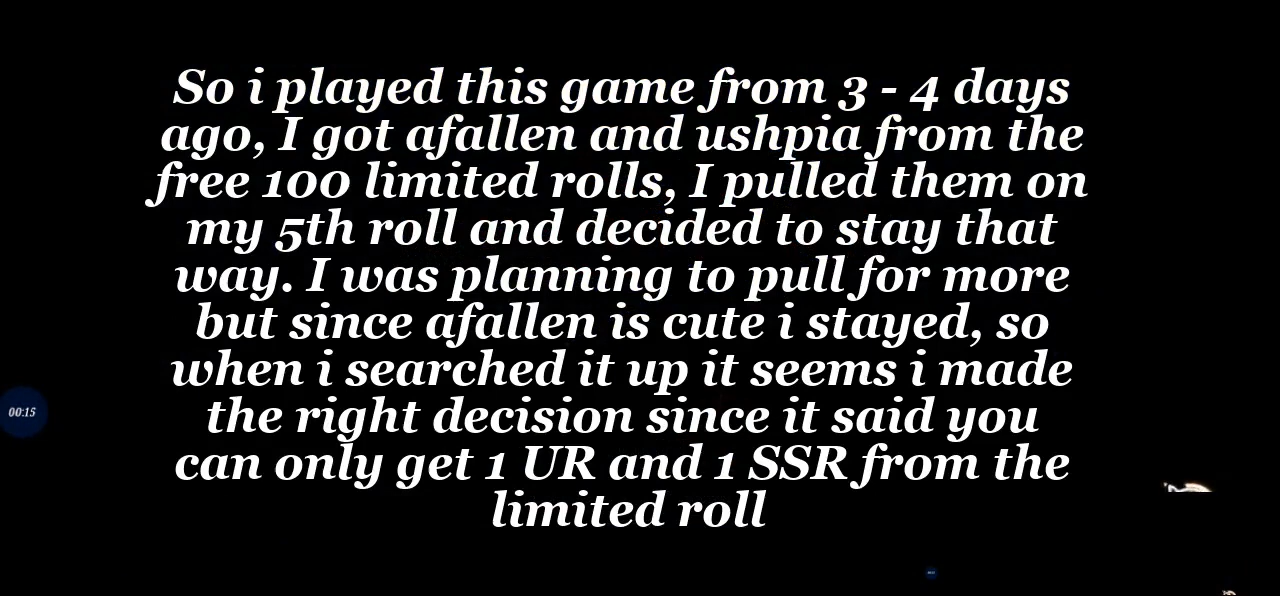 So i played this game from 3 - 4 days
ago, I got afallen and ushpia from the
free 100 limited rolls, I pulled them on
my 5th roll and decided to stay that
way. I was planning to pull for more
but since afallen is cute i stayed, so
when i searched it up it seems i made
the right decision since it said you
can only get 1 UR and 1 SSR from the
limited roll
00:15